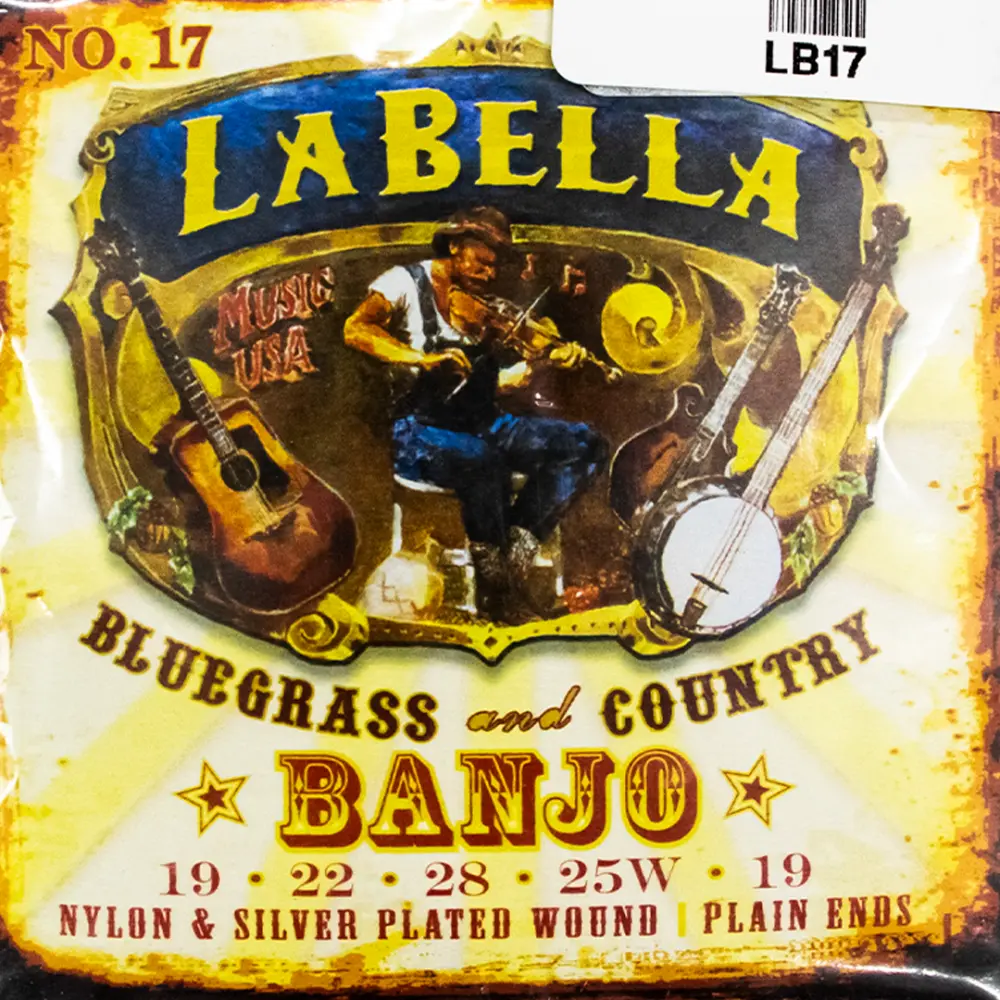 NO. 17
LB17
LABELLA
MUSIC
USA
BLUEGRASS and COUNTRY
BANJO
19 • 22 • 28 • 25W • 19
NYLON & SILVER PLATED WOUND | PLAIN ENDS